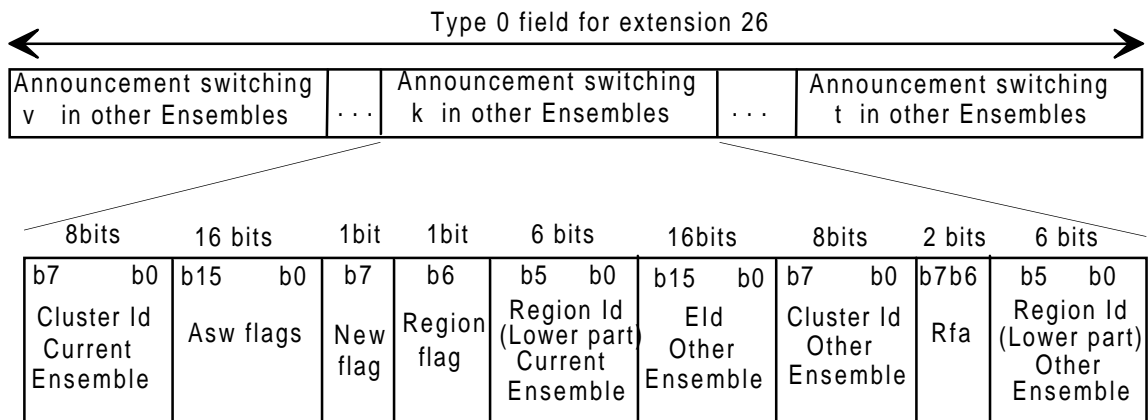 Type 0 field for extension 26
Announcement switching
v in other Ensembles
. . .
Announcement switching
k in other Ensembles
. . .
Announcement switching
t in other Ensembles
8bits 16 bits 1bit 1bit 6 bits 16bits 8bits 2 bits 6 bits
b7 b0
Cluster Id
Current
Ensemble
b15 b0
Asw flags
b7
New
flag
b6
Region
flag
b5 b0
Region Id
(Lower part)
Current
Ensemble
b15 b0
EId
Other
Ensemble
b7 b0
Cluster Id
Other
Ensemble
b7b6
Rfa
b5 b0
Region Id
(Lower part)
Other
Ensemble